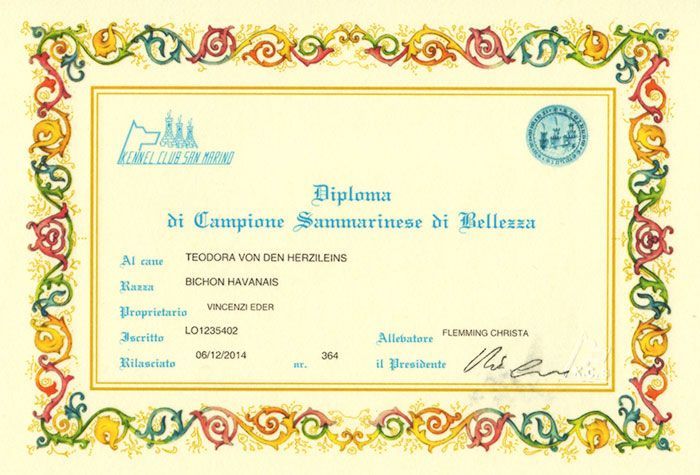 KENNEL CLUB SAN MARINO
Diploma
di Campione Sammarinese di Bellezza
Al cane TEODORA VON DEN HERZILEINS
Razza BICHON HAVANAIS
Proprietario VINCENZI EDER
Iscritto LO1235402 Allevatore FLEMMING CHRISTA
Rilasciato 06/12/2014 nr. 364 il Presidente